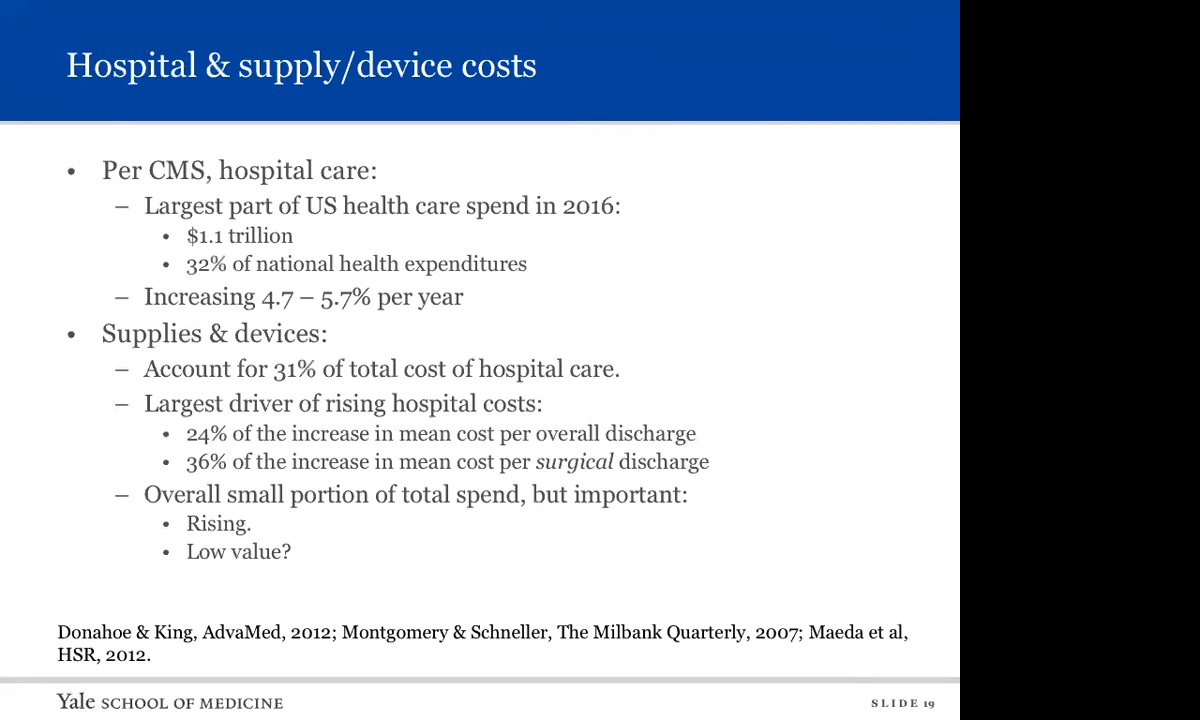 Hospital & supply/device costs
• Per CMS, hospital care:
– Largest part of US health care spend in 2016:
• $1.1 trillion
• 32% of national health expenditures
– Increasing 4.7 – 5.7% per year
• Supplies & devices:
– Account for 31% of total cost of hospital care.
– Largest driver of rising hospital costs:
• 24% of the increase in mean cost per overall discharge
• 36% of the increase in mean cost per surgical discharge
– Overall small portion of total spend, but important:
• Rising.
• Low value?
Donahoe & King, AdvaMed, 2012; Montgomery & Schneller, The Milbank Quarterly, 2007; Maeda et al,
HSR, 2012.
Yale SCHOOL OF MEDICINE
SLIDE 19